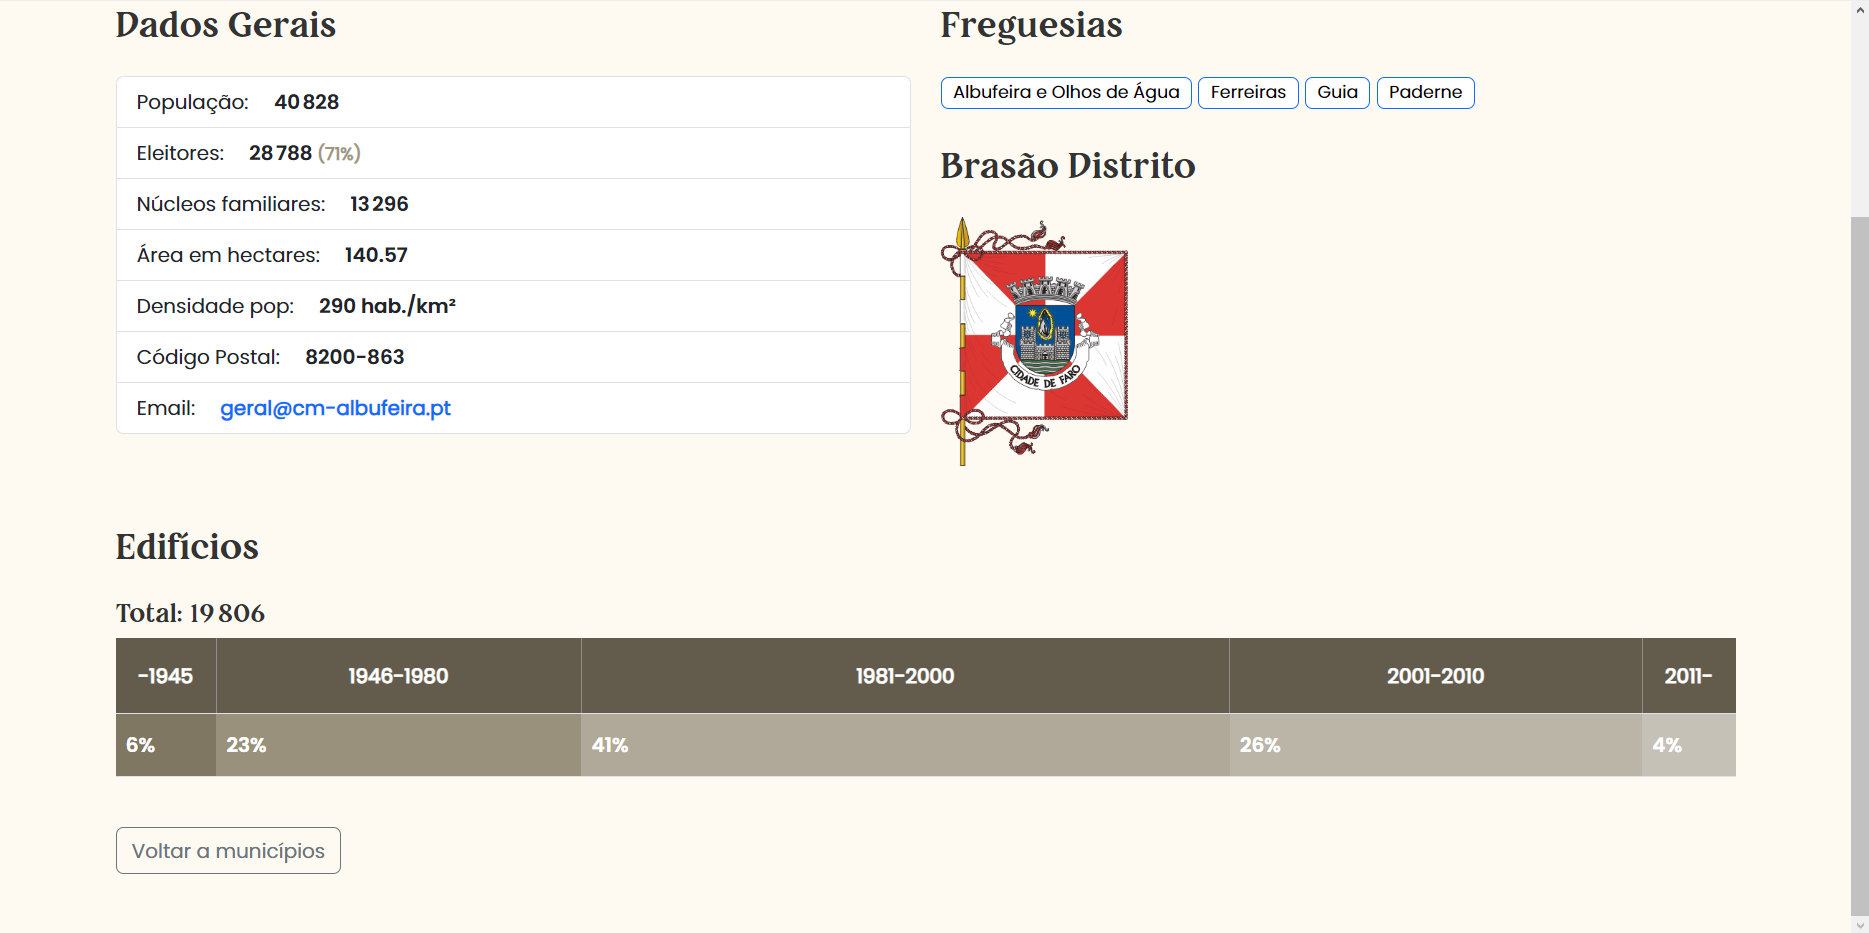 Dados Gerais
População: 40 828
Eleitores: 28 788 (71%)
Núcleos familiares: 13 296
Área em hectares: 140.57
Densidade pop: 290 hab./km²
Código Postal: 8200-863
Email: geral@cm-albufeira.pt
Freguesias
Albufeira e Olhos de Água Ferreiras Guia Paderne
Brasão Distrito
CIDADE DE FARO
Edifícios
Total: 19 806
-1945 1946-1980 1981-2000 2001-2010 2011-
6% 23% 41% 26% 4%
Voltar a municípios